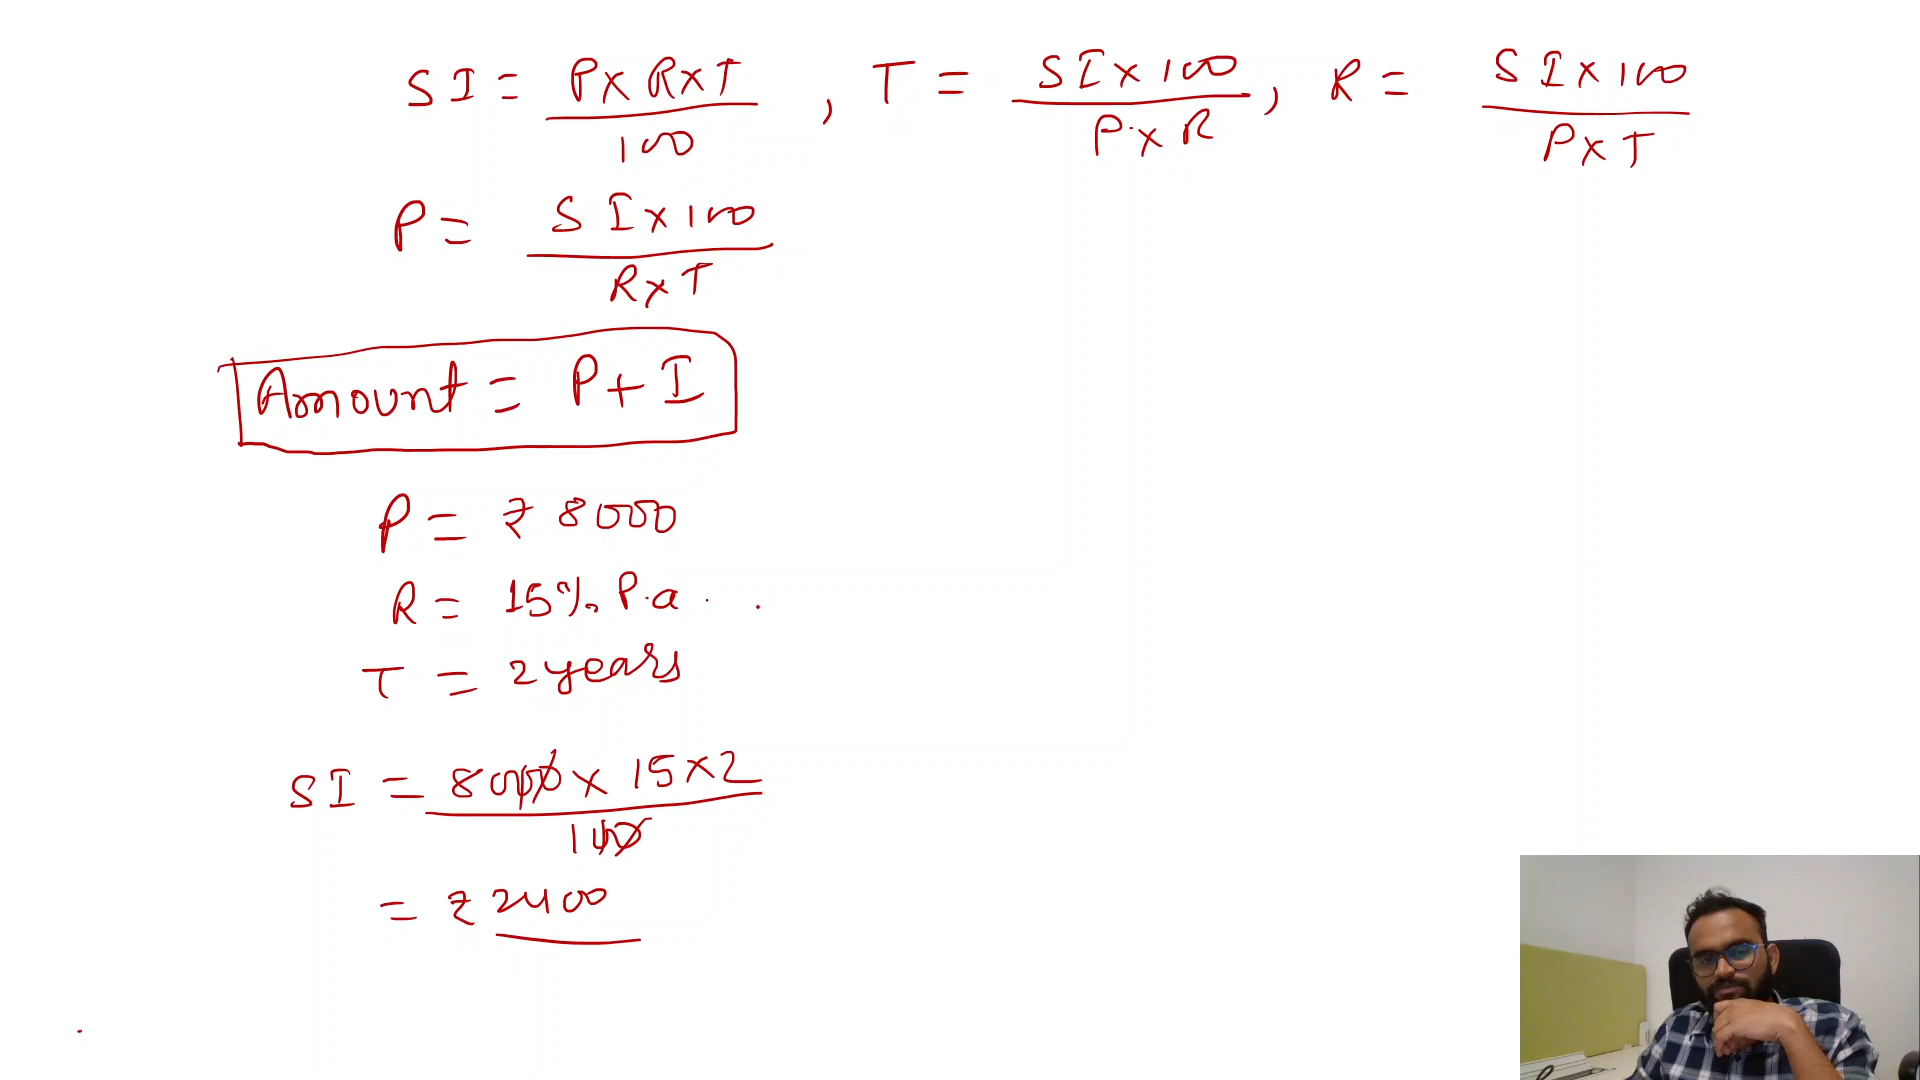 SI = P×R×T / 100 , T = SI×100 / P×R , R = SI×100 / P×T
P = SI×100 / R×T
Amount = P+I
P = ₹ 8000
R = 15% P.a.
T = 2 years
SI = 8000 × 15 × 2 / 100
= ₹ 2400